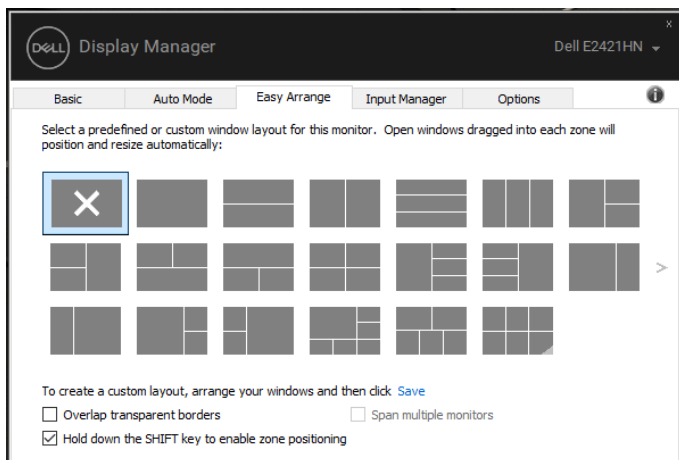 x
DELL Display Manager Dell E2421HN
Basic Auto Mode Easy Arrange Input Manager Options
Select a predefined or custom window layout for this monitor. Open windows dragged into each zone will
position and resize automatically:
>
To create a custom layout, arrange your windows and then click Save
Overlap transparent borders Span multiple monitors
Hold down the SHIFT key to enable zone positioning